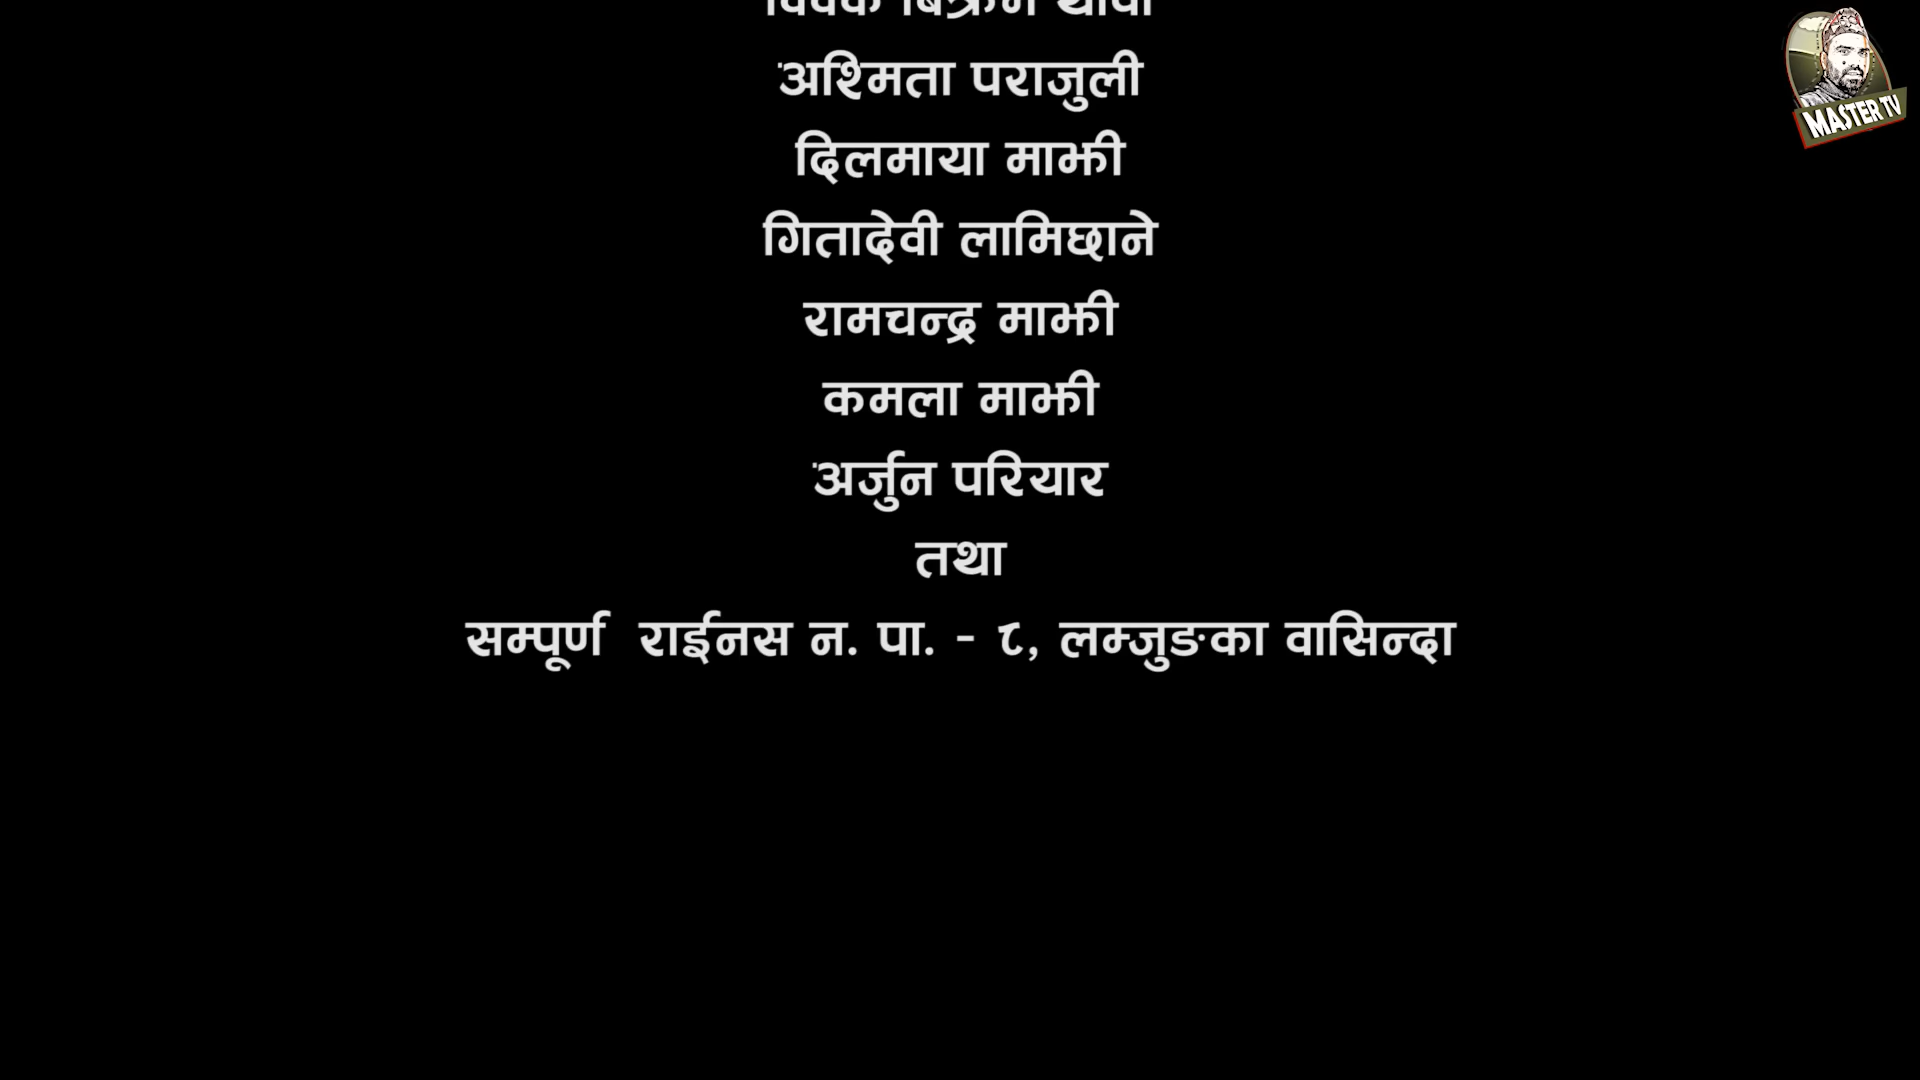 अश्मिता पराजुली
दिलमाया माझी
गितादेवी लामिछाने
रामचन्द्र माझी
कमला माझी
अर्जुन परियार
तथा
सम्पूर्ण राईनस न. पा. - ८, लम्जुङका वासिन्दा
MASTER TV